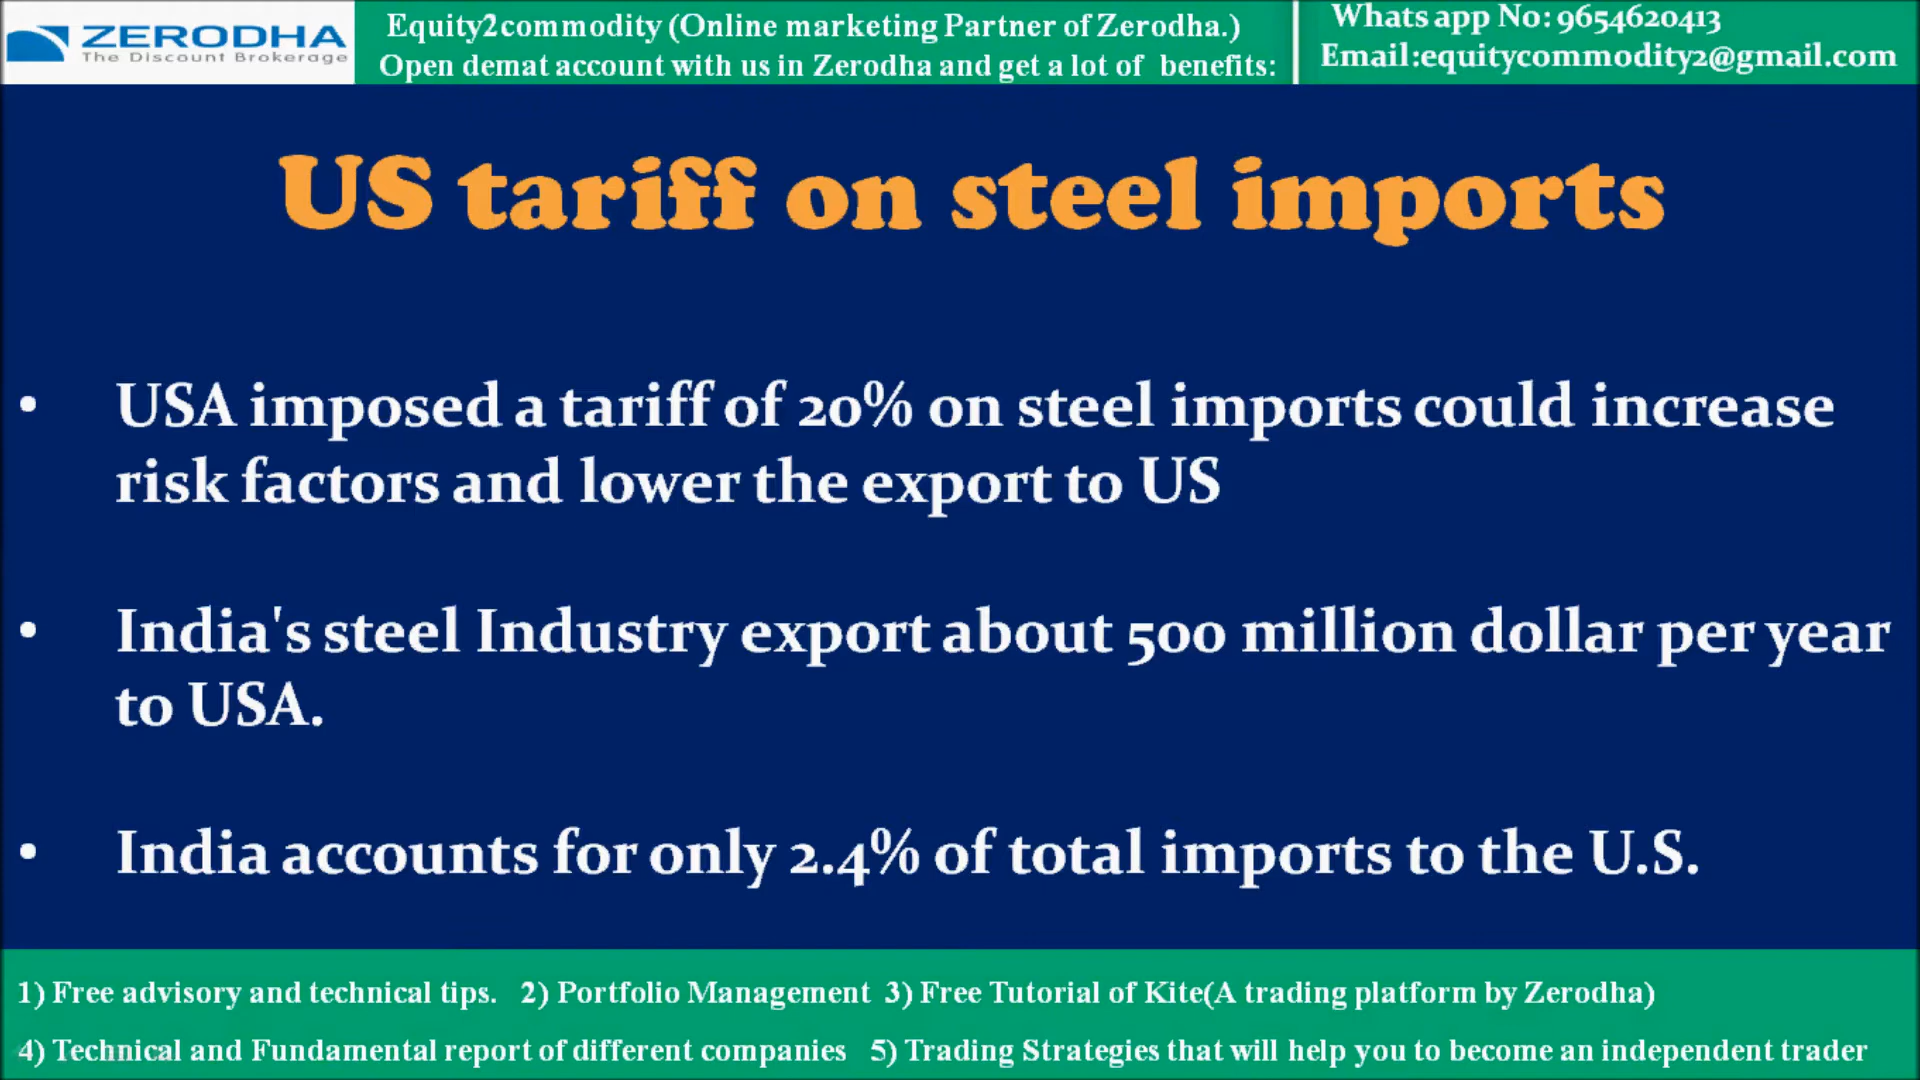 ZERODHA
The Discount Brokerage
Equity2commodity (Online marketing Partner of Zerodha.)
Open demat account with us in Zerodha and get a lot of benefits:
Whats app No: 9654620413
Email:equitycommodity2@gmail.com
US tariff on steel imports
• USA imposed a tariff of 20% on steel imports could increase
risk factors and lower the export to US
• India's steel Industry export about 500 million dollar per year
to USA.
• India accounts for only 2.4% of total imports to the U.S.
1) Free advisory and technical tips. 2) Portfolio Management 3) Free Tutorial of Kite(A trading platform by Zerodha)
4) Technical and Fundamental report of different companies 5) Trading Strategies that will help you to become an independent trader